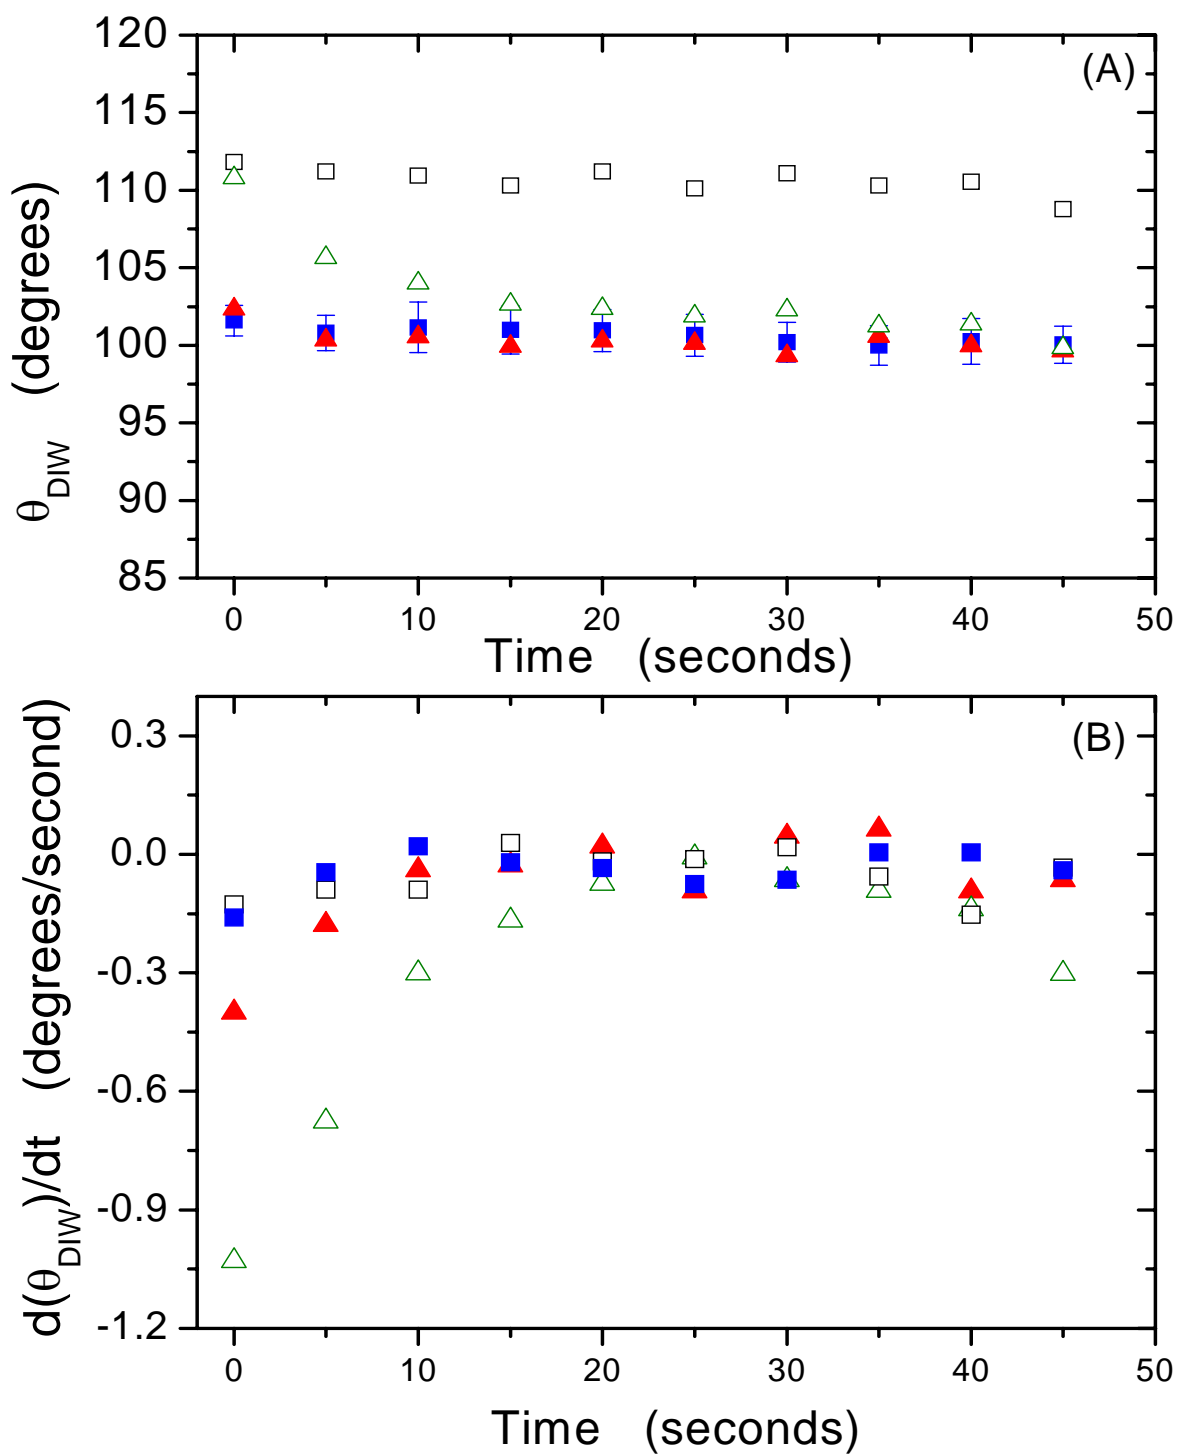 (A)
120
115
110
105
100
95
90
85
θDIW (degrees)
0 10 20 30 40 50
Time (seconds)
(B)
0.3
0.0
-0.3
-0.6
-0.9
-1.2
d(θDIW)/dt (degrees/second)
0 10 20 30 40 50
Time (seconds)